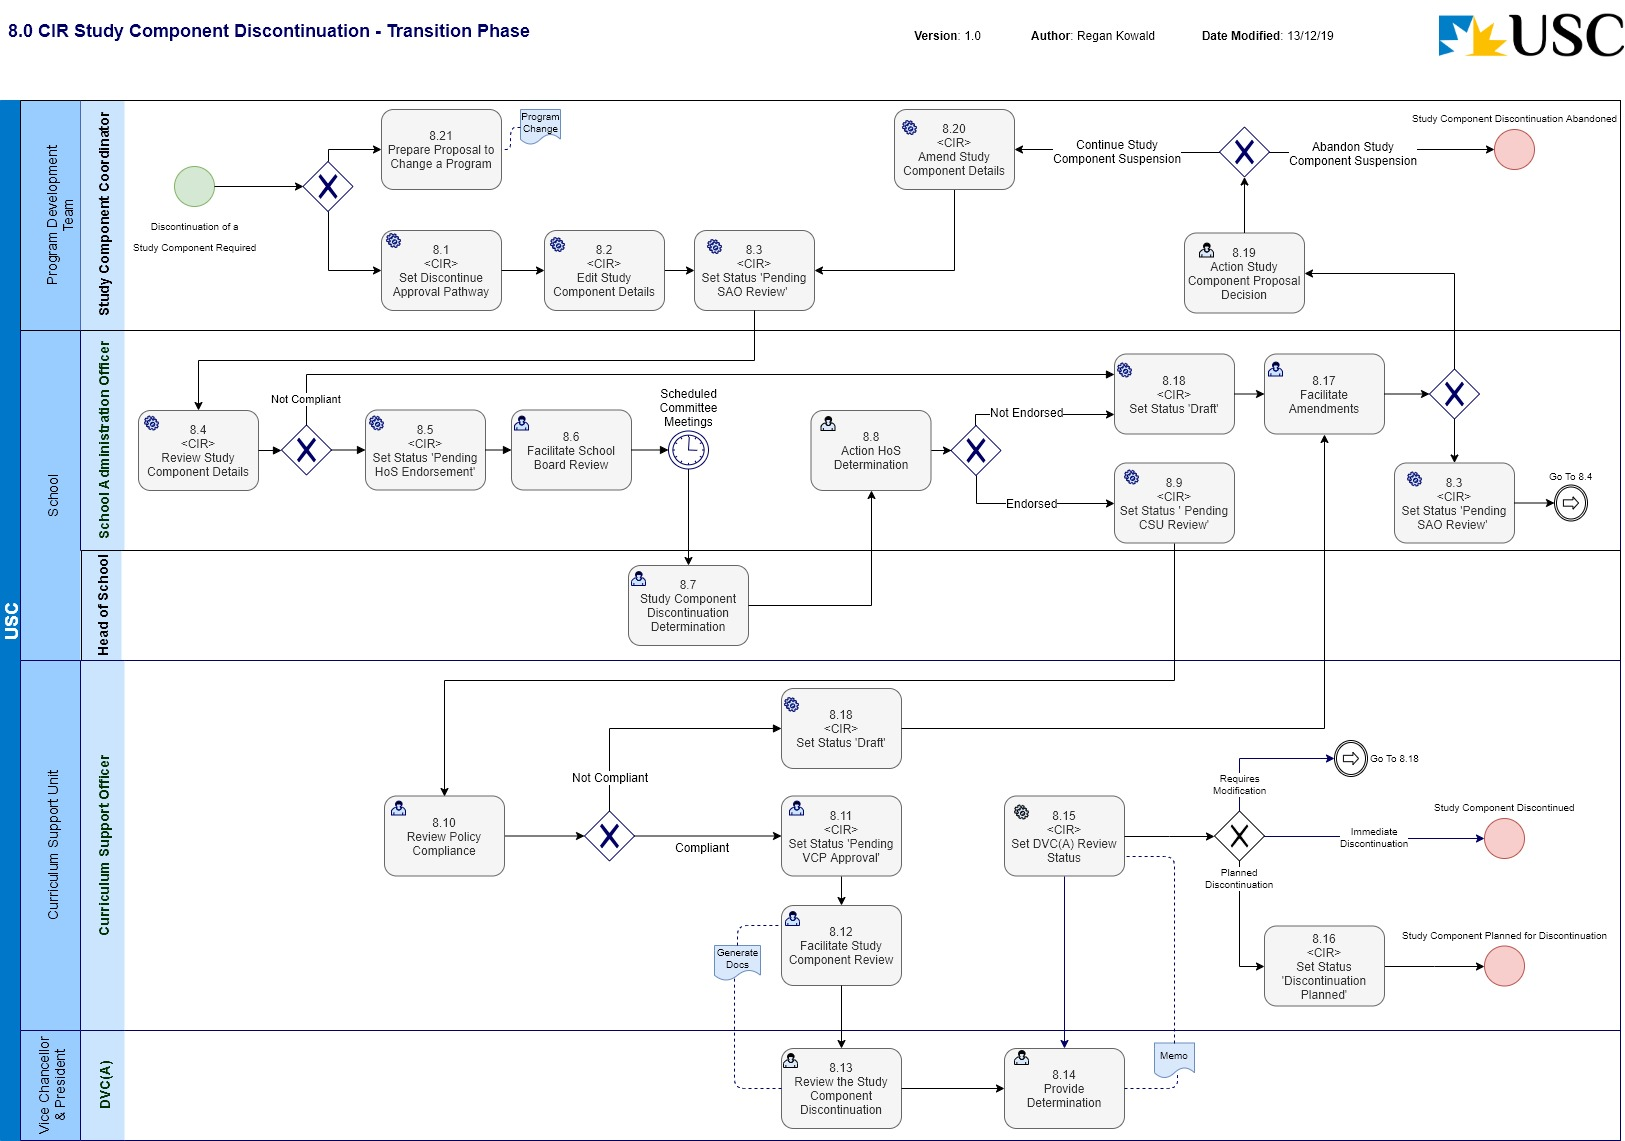 8.0 CIR Study Component Discontinuation - Transition Phase
Version: 1.0
Author: Regan Kowald
Date Modified: 13/12/19
USC
USC
Program Development
Team
Study Component Coordinator
Discontinuation of a
Study Component Required
8.21
Prepare Proposal to
Change a Program
Program
Change
8.1
<CIR>
Set Discontinue
Approval Pathway
8.2
<CIR>
Edit Study
Component Details
8.3
<CIR>
Set Status 'Pending
SAO Review'
8.20
<CIR>
Amend Study
Component Details
Continue Study
Component Suspension
Abandon Study
Component Suspension
Study Component Discontinuation Abandoned
8.19
Action Study
Component Proposal
Decision
School
School Administration Officer
8.4
<CIR>
Review Study
Component Details
Not Compliant
8.5
<CIR>
Set Status 'Pending
HoS Endorsement'
8.6
Facilitate School
Board Review
Scheduled
Committee
Meetings
8.8
Action HoS
Determination
Not Endorsed
Endorsed
8.18
<CIR>
Set Status 'Draft'
8.17
Facilitate
Amendments
8.9
<CIR>
Set Status ' Pending
CSU Review'
8.3
<CIR>
Set Status 'Pending
SAO Review'
Go To 8.4
Head of School
8.7
Study Component
Discontinuation
Determination
Curriculum Support Unit
Curriculum Support Officer
8.10
Review Policy
Compliance
Not Compliant
Compliant
8.18
<CIR>
Set Status 'Draft'
8.11
<CIR>
Set Status 'Pending
VCP Approval'
8.12
Facilitate Study
Component Review
Generate
Docs
8.15
<CIR>
Set DVC(A) Review
Status
Requires
Modification
Go To 8.18
Immediate
Discontinuation
Study Component Discontinued
Planned
Discontinuation
8.16
<CIR>
Set Status
'Discontinuation
Planned'
Study Component Planned for Discontinuation
Vice Chancellor
& President
DVC(A)
8.13
Review the Study
Component
Discontinuation
8.14
Provide
Determination
Memo